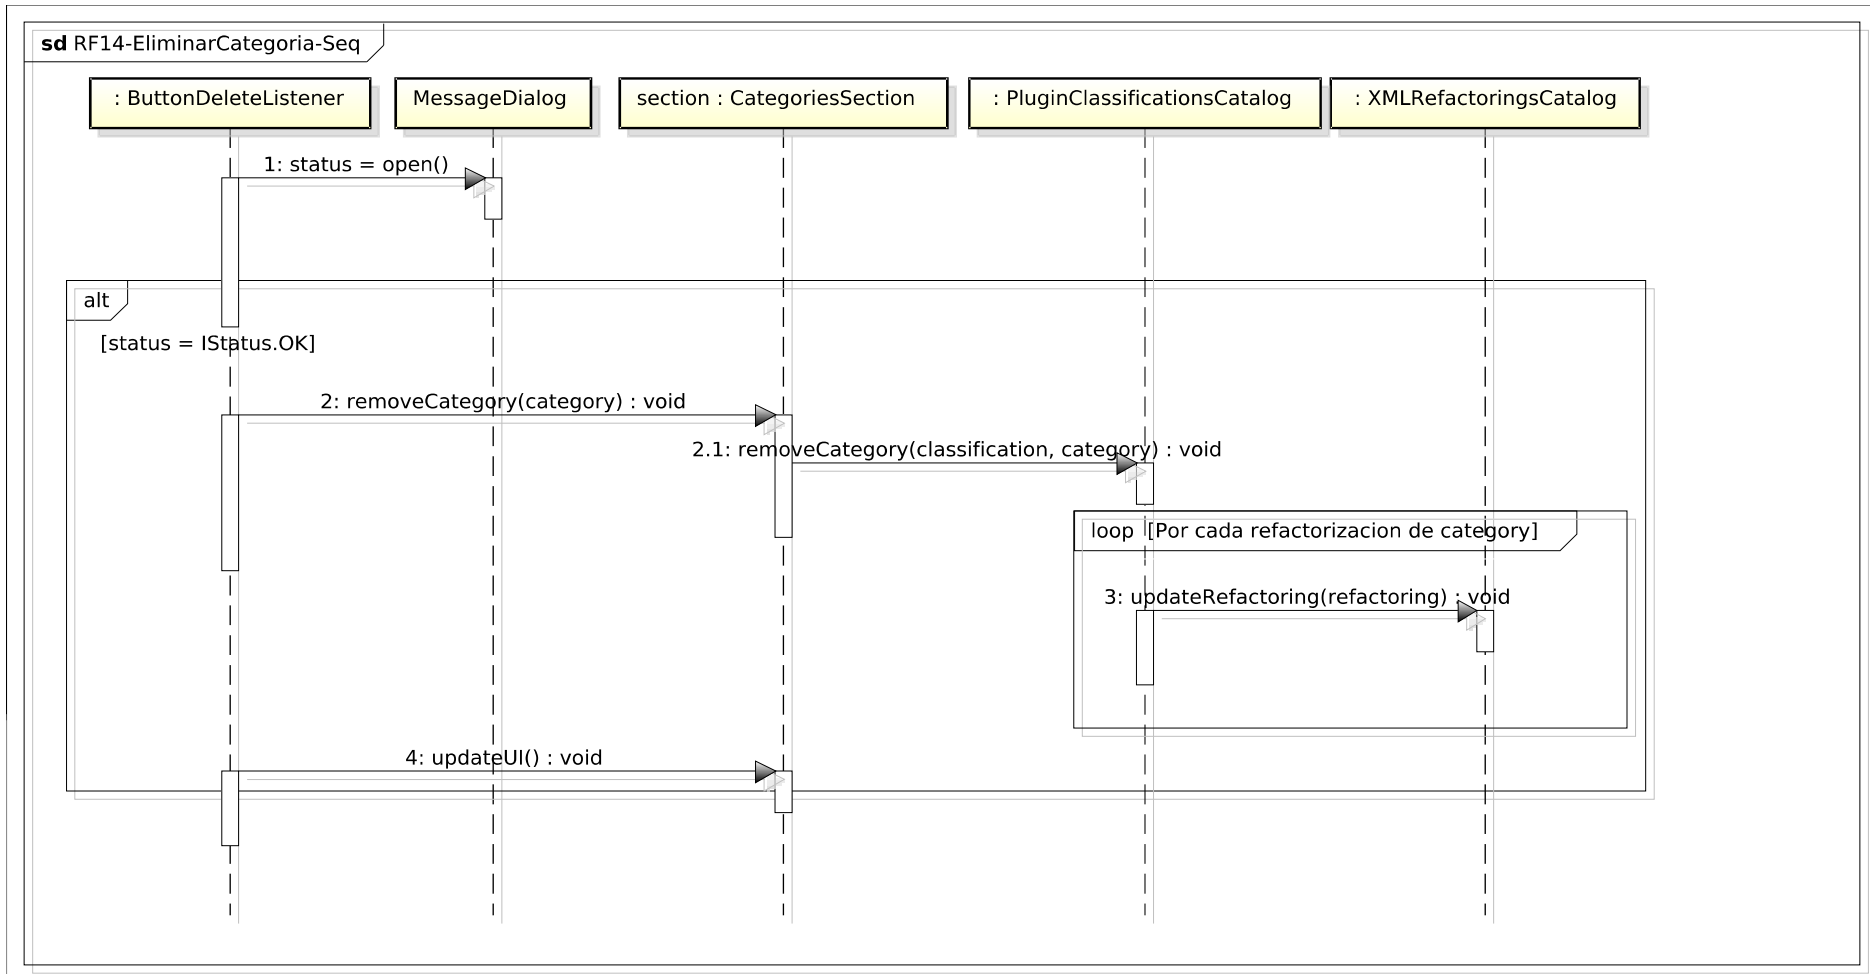 sd RF14-EliminarCategoria-Seq
: ButtonDeleteListener
MessageDialog
section : CategoriesSection
: PluginClassificationsCatalog
: XMLRefactoringsCatalog
1: status = open()
alt
[status = IStatus.OK]
2: removeCategory(category) : void
2.1: removeCategory(classification, category) : void
loop [Por cada refactorizacion de category]
3: updateRefactoring(refactoring) : void
4: updateUI() : void